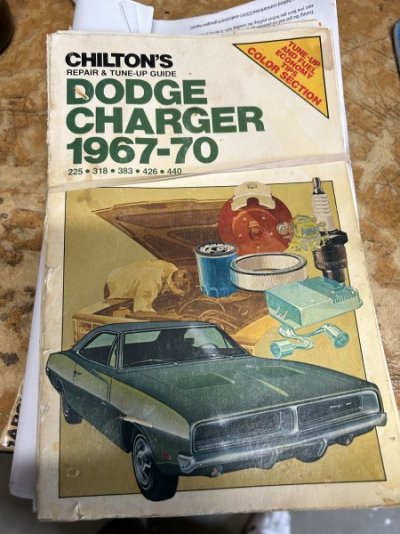 CHILTON'S
REPAIR & TUNE-UP GUIDE
DODGE
CHARGER
1967-70
225 • 318 • 383 • 426 • 440
TUNE-UP
AND FUEL
ECONOMY
TIPS
COLOR SECTION